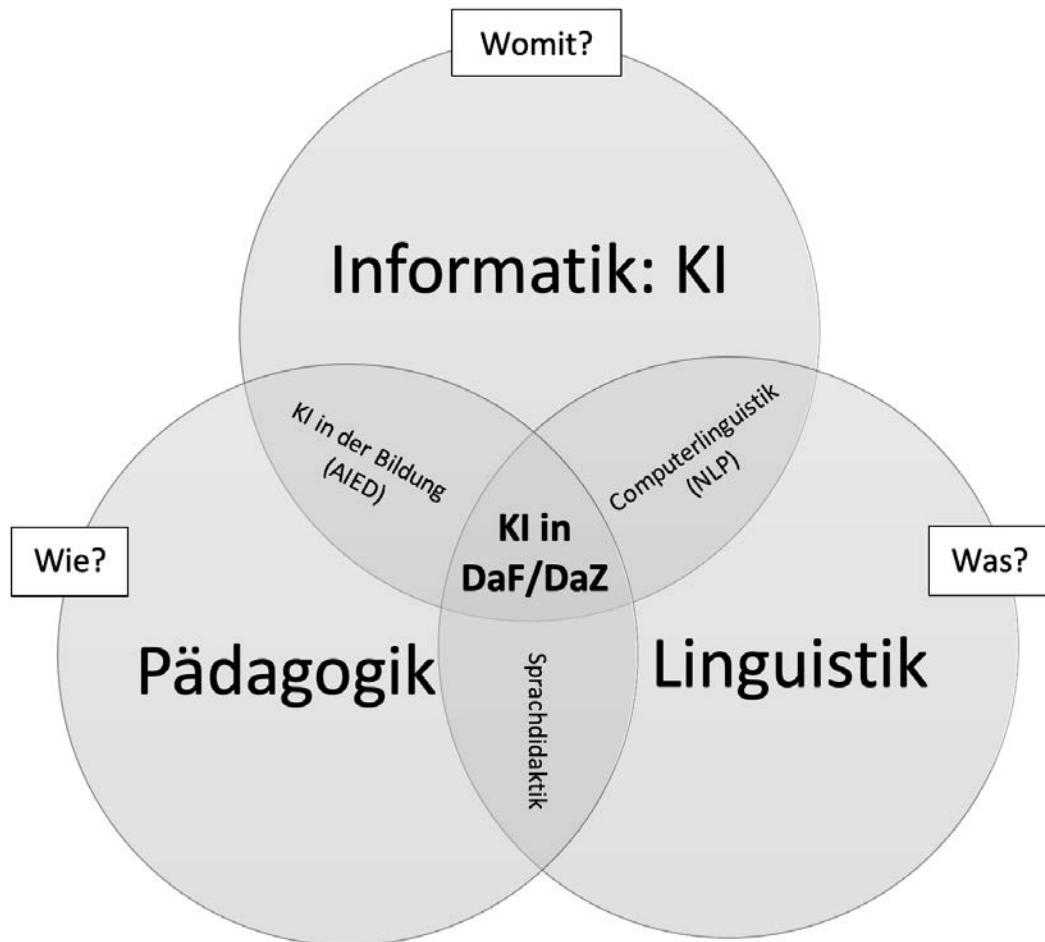 Womit?
Informatik: KI
KI in der Bildung
(AIED)
Computerlinguistik
(NLP)
KI in
DaF/DaZ
Wie?
Was?
Pädagogik
Linguistik
Sprachdidaktik